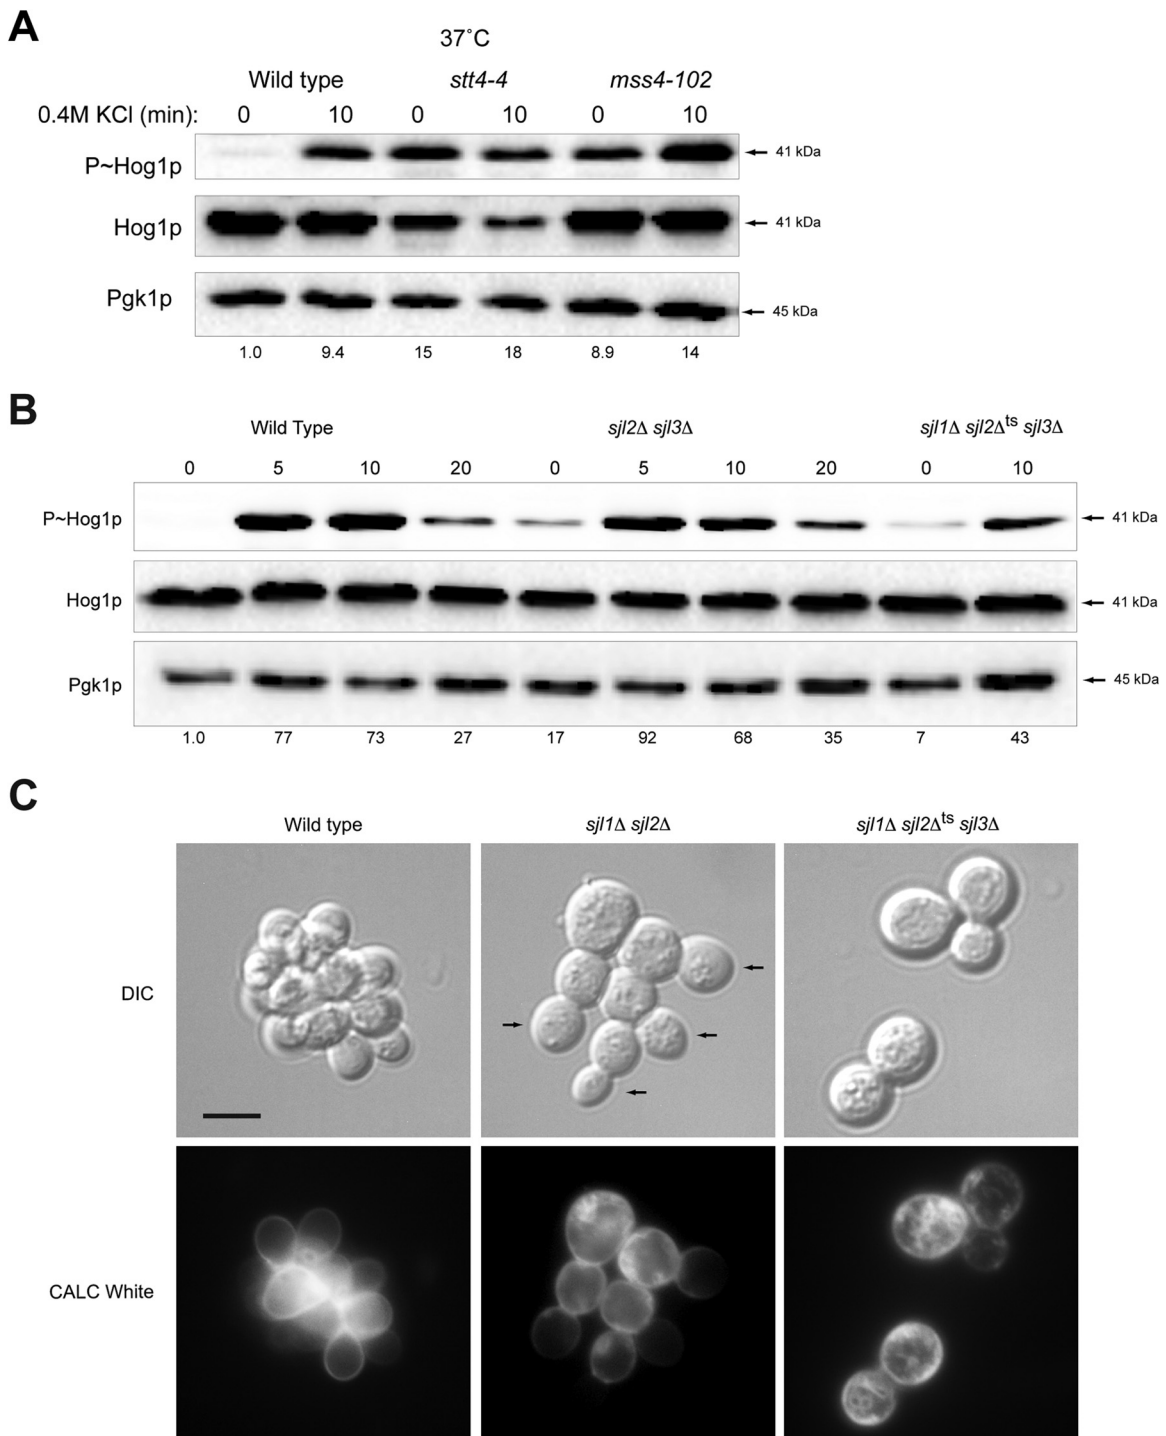 A
37˚C
Wild type stt4-4 mss4-102
0.4M KCl (min): 0 10 0 10 0 10
P~Hog1p 41 kDa
Hog1p 41 kDa
Pgk1p 45 kDa
1.0 9.4 15 18 8.9 14
B
Wild Type sjl2Δ sjl3Δ sjl1Δ sjl2Δts sjl3Δ
0 5 10 20 0 5 10 20 0 10
P~Hog1p 41 kDa
Hog1p 41 kDa
Pgk1p 45 kDa
1.0 77 73 27 17 92 68 35 7 43
C
Wild type sjl1Δ sjl2Δ sjl1Δ sjl2Δts sjl3Δ
DIC
CALC White